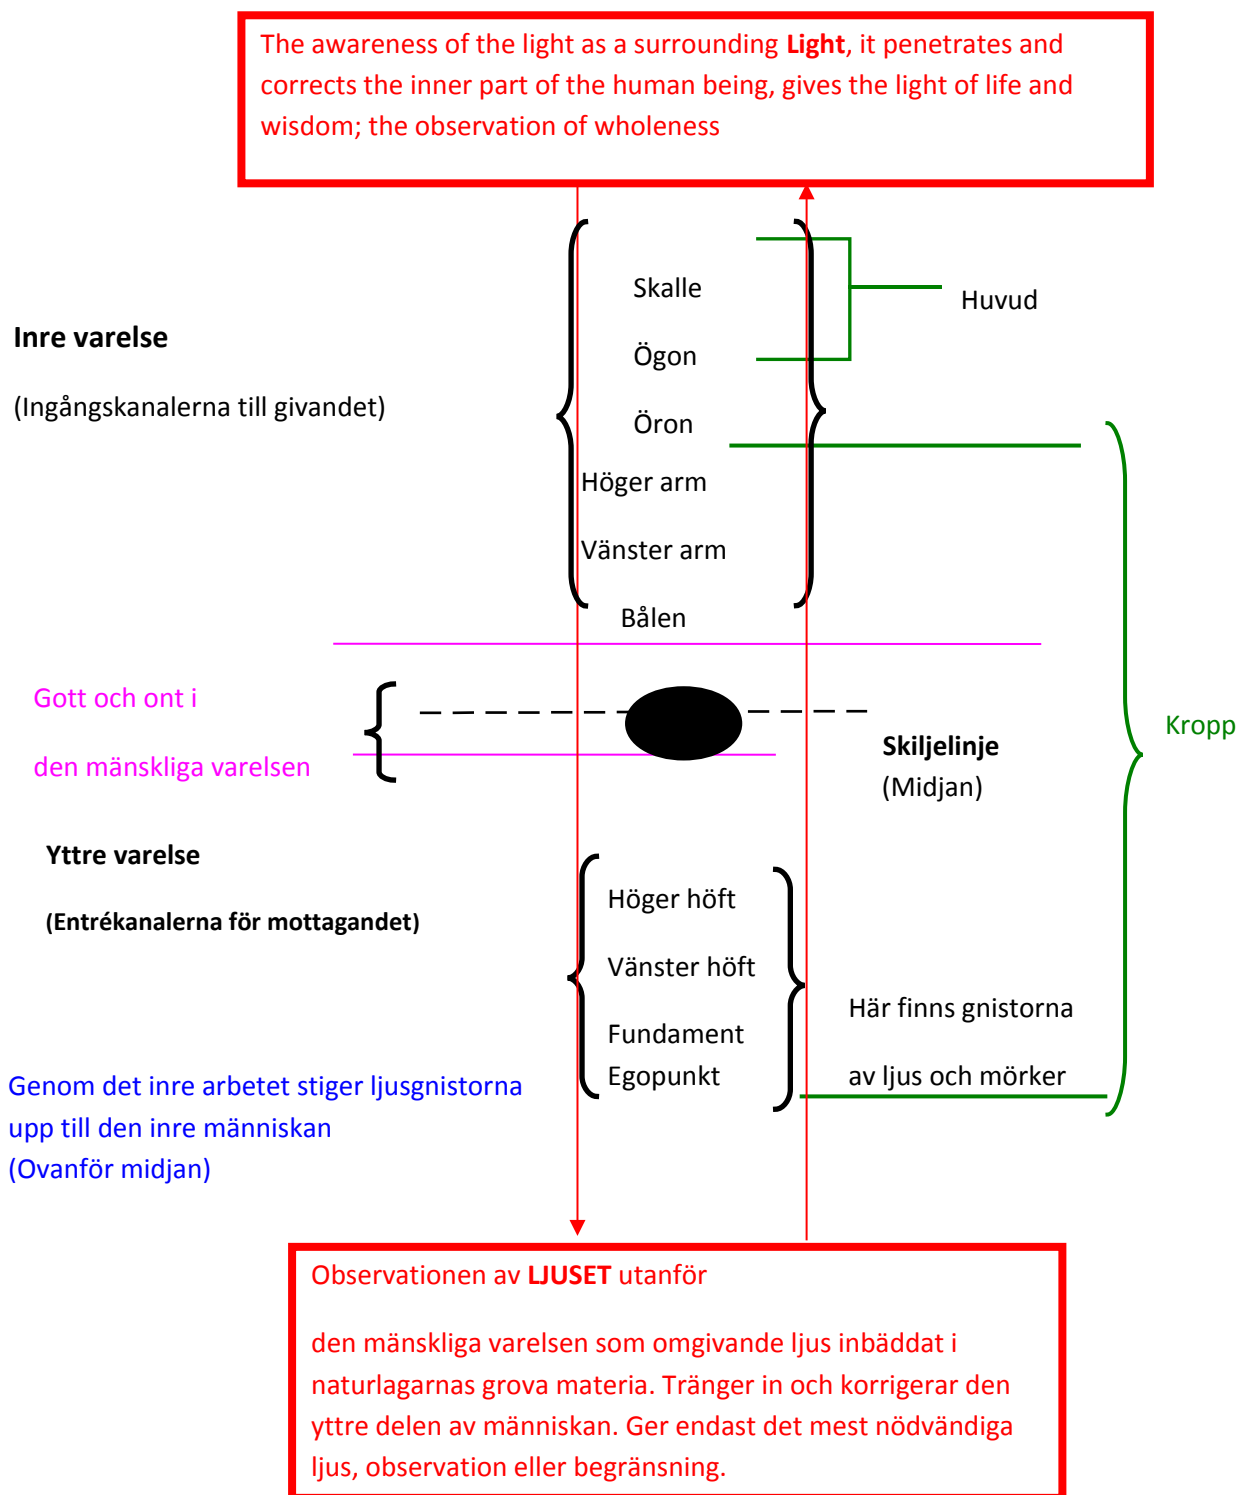 The awareness of the light as a surrounding Light, it penetrates and
corrects the inner part of the human being, gives the light of life and
wisdom; the observation of wholeness
Skalle
Huvud
Inre varelse
Ögon
(Ingångskanalerna till givandet)
Öron
Höger arm
Vänster arm
Bålen
Gott och ont i
den mänskliga varelsen
Skiljelinje
(Midjan)
Kropp
Yttre varelse
(Entrékanalerna för mottagandet)
Höger höft
Vänster höft
Fundament
Egopunkt
Här finns gnistorna
av ljus och mörker
Genom det inre arbetet stiger ljusgnistorna
upp till den inre människan
(Ovanför midjan)
Observationen av LJUSET utanför
den mänskliga varelsen som omgivande ljus inbäddat i
naturlagarnas grova materia. Tränger in och korrigerar den
yttre delen av människan. Ger endast det mest nödvändiga
ljus, observation eller begränsning.